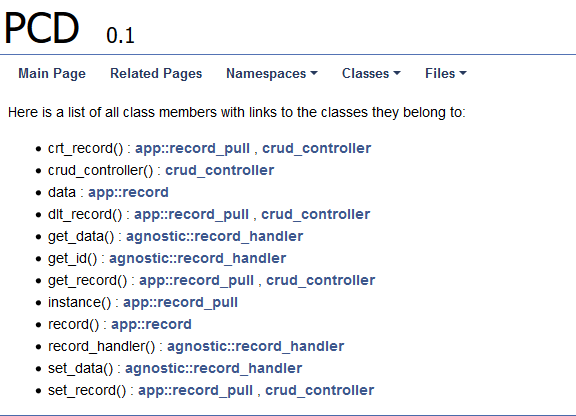 PCD 0.1
Main Page Related Pages Namespaces Classes Files
Here is a list of all class members with links to the classes they belong to:
crt_record() : app::record_pull , crud_controller
crud_controller() : crud_controller
data : app::record
dlt_record() : app::record_pull , crud_controller
get_data() : agnostic::record_handler
get_id() : agnostic::record_handler
get_record() : app::record_pull , crud_controller
instance() : app::record_pull
record() : app::record
record_handler() : agnostic::record_handler
set_data() : agnostic::record_handler
set_record() : app::record_pull , crud_controller